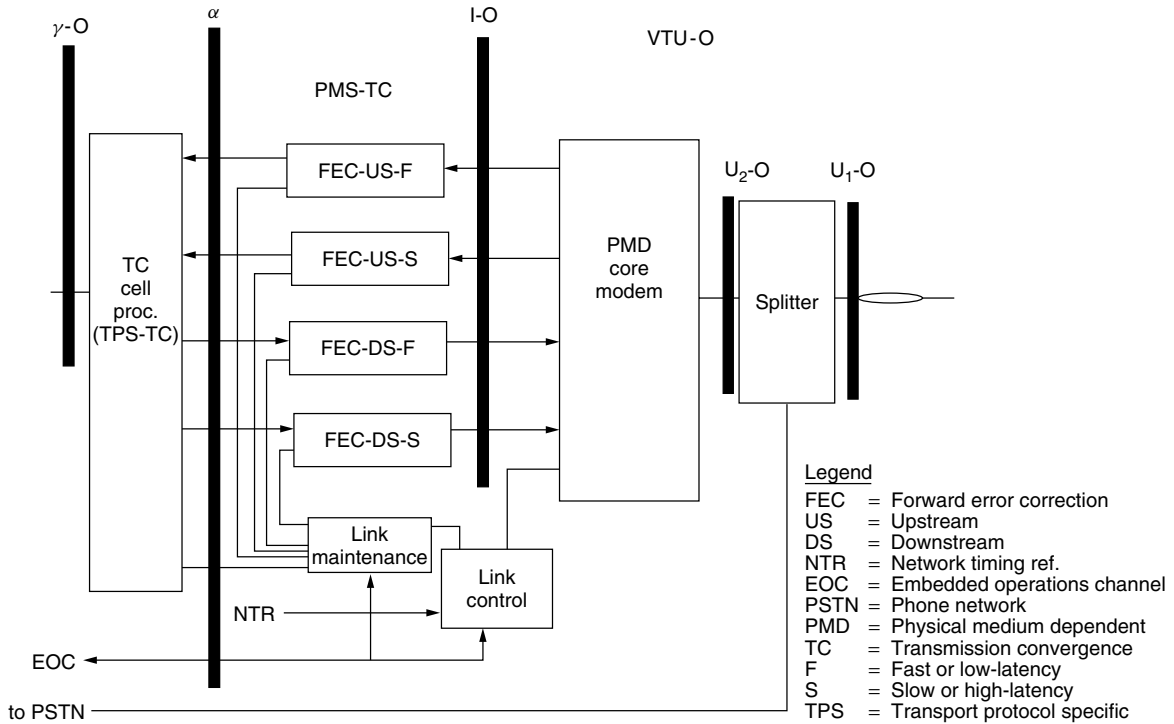 γ-O
α
I-O
VTU-O
PMS-TC
U2-O
U1-O
FEC-US-F
FEC-US-S
FEC-DS-F
FEC-DS-S
TC
cell
proc.
(TPS-TC)
PMD
core
modem
Splitter
Link
maintenance
Link
control
NTR
EOC
to PSTN
Legend
FEC = Forward error correction
US = Upstream
DS = Downstream
NTR = Network timing ref.
EOC = Embedded operations channel
PSTN = Phone network
PMD = Physical medium dependent
TC = Transmission convergence
F = Fast or low-latency
S = Slow or high-latency
TPS = Transport protocol specific